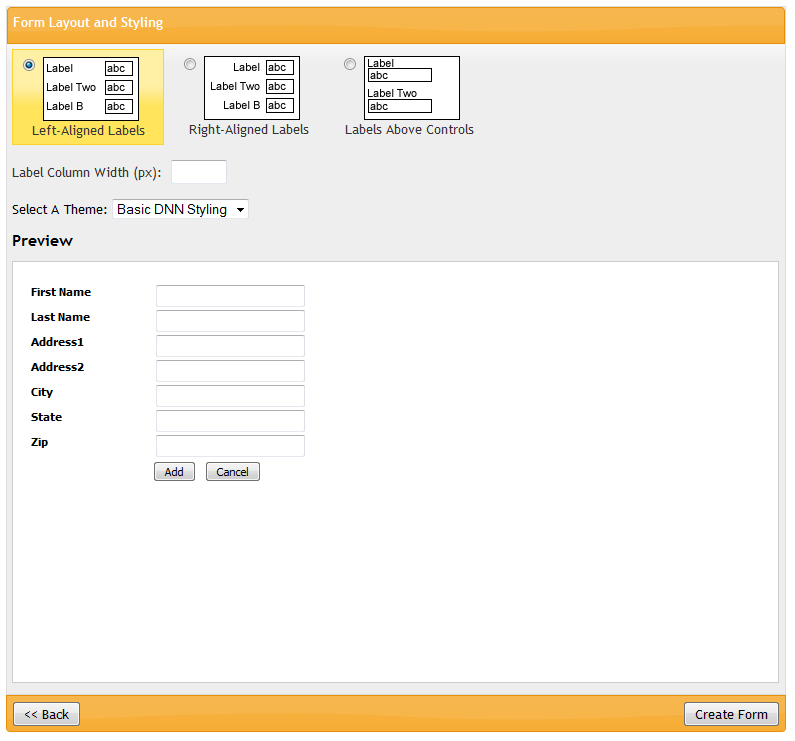 Form Layout and Styling
Label abc
Label Two abc
Label B abc
Left-Aligned Labels
Label abc
Label Two abc
Label B abc
Right-Aligned Labels
Label
abc
Label Two
abc
Labels Above Controls
Label Column Width (px):
Select A Theme: Basic DNN Styling
Preview
First Name
Last Name
Address1
Address2
City
State
Zip
Add Cancel
<< Back Create Form